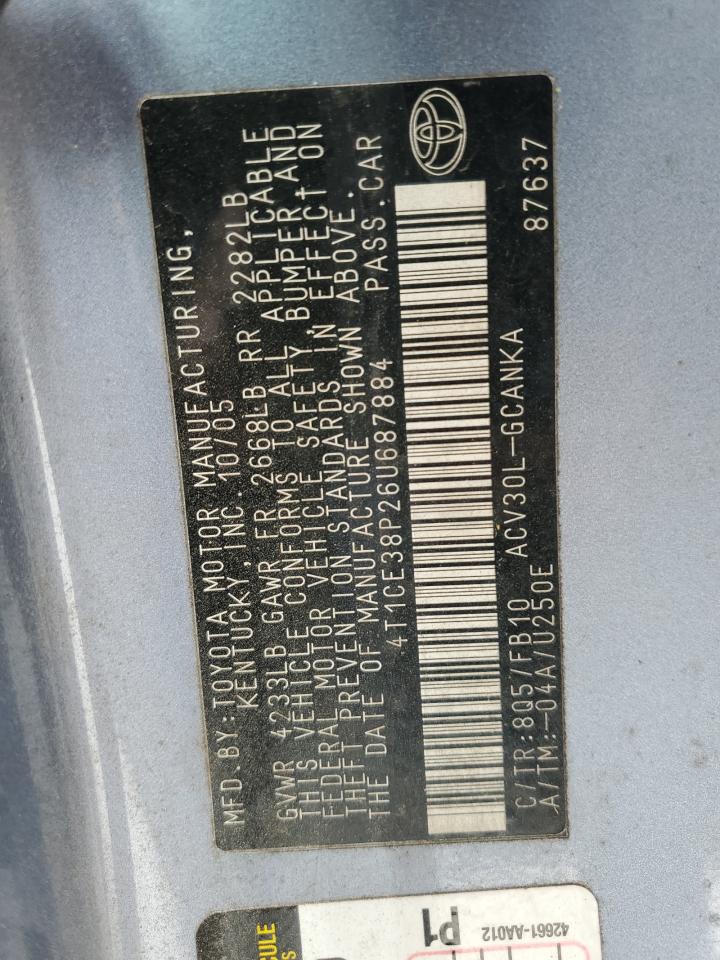 MFD.BY:TOYOTA MOTOR MANUFACTURING,
KENTUCKY,INC. 10/05
GVWR 4233LB GAWR FR 2668LB RR 2282LB
THIS VEHICLE CONFORMS TO ALL APPLICABLE
FEDERAL MOTOR VEHICLE SAFETY, BUMPER, AND
THEFT PREVENTION STANDARDS IN EFFECT ON
THE DATE OF MANUFACTURE SHOWN ABOVE.
4T1CE38P26U687884 PASS.CAR
C/TR:8Q5/FB10 ACV30L-GCANKA 87637
A/TM:-04A/U250E
P1
42661-AA012